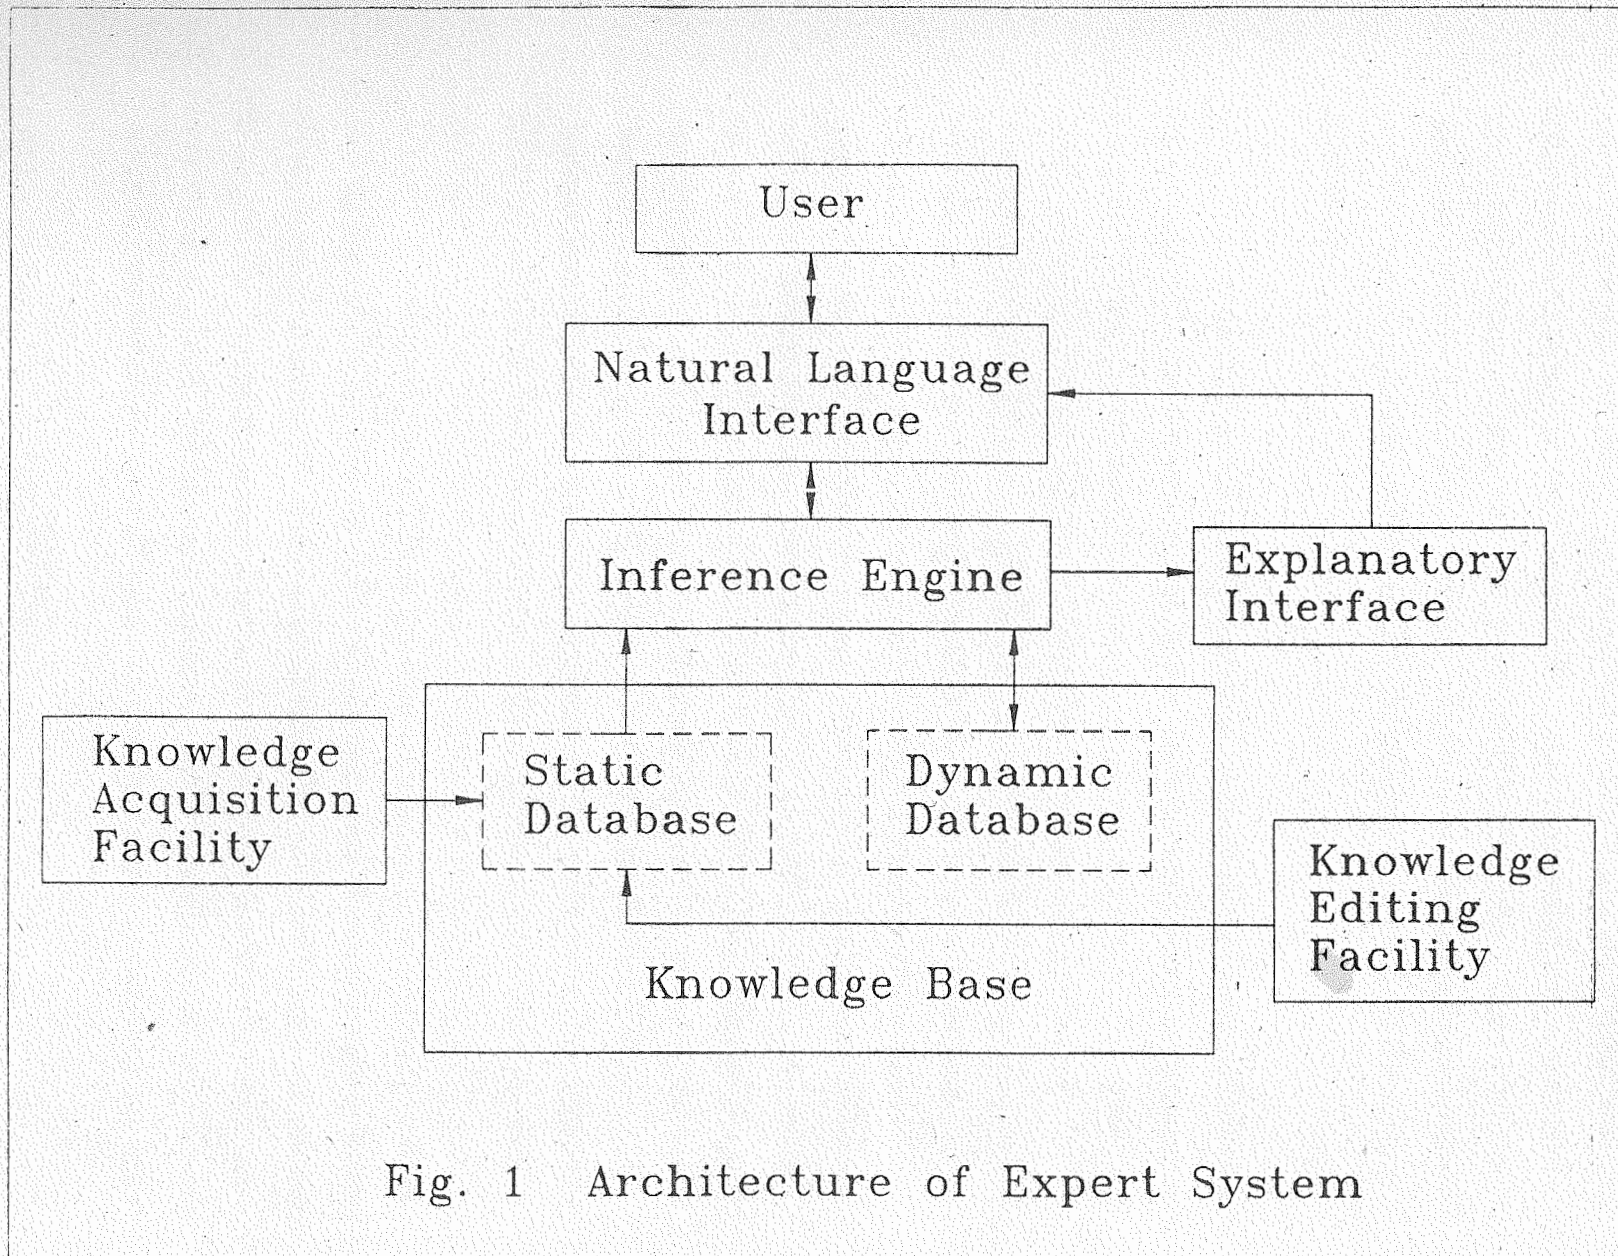 User
Natural Language
Interface
Inference Engine
Explanatory
Interface
Knowledge
Acquisition
Facility
Static
Database
Dynamic
Database
Knowledge
Editing
Facility
Knowledge Base
Fig. 1 Architecture of Expert System